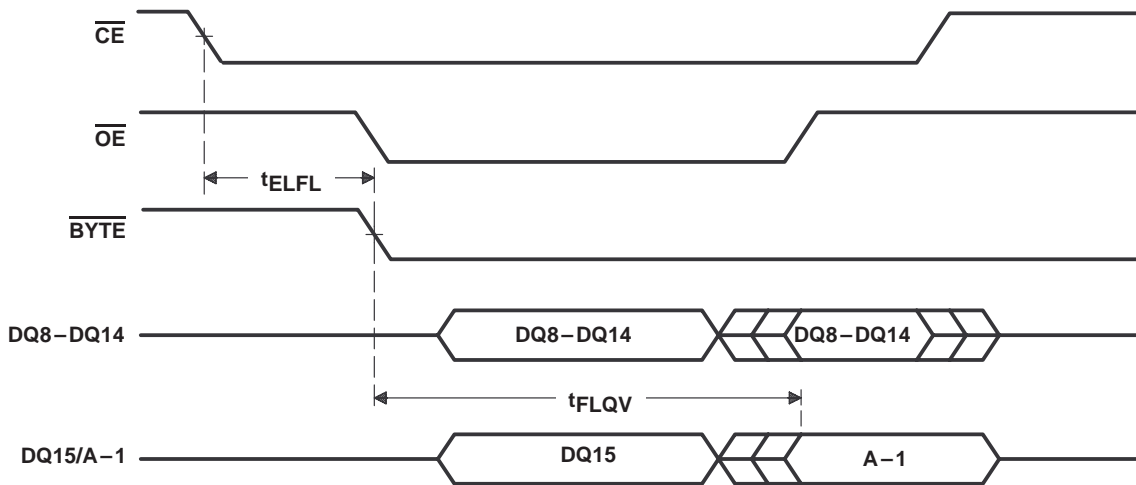 CE
OE
tELFL
BYTE
DQ8–DQ14 DQ8–DQ14 DQ8–DQ14
tFLQV
DQ15/A–1 DQ15 A–1